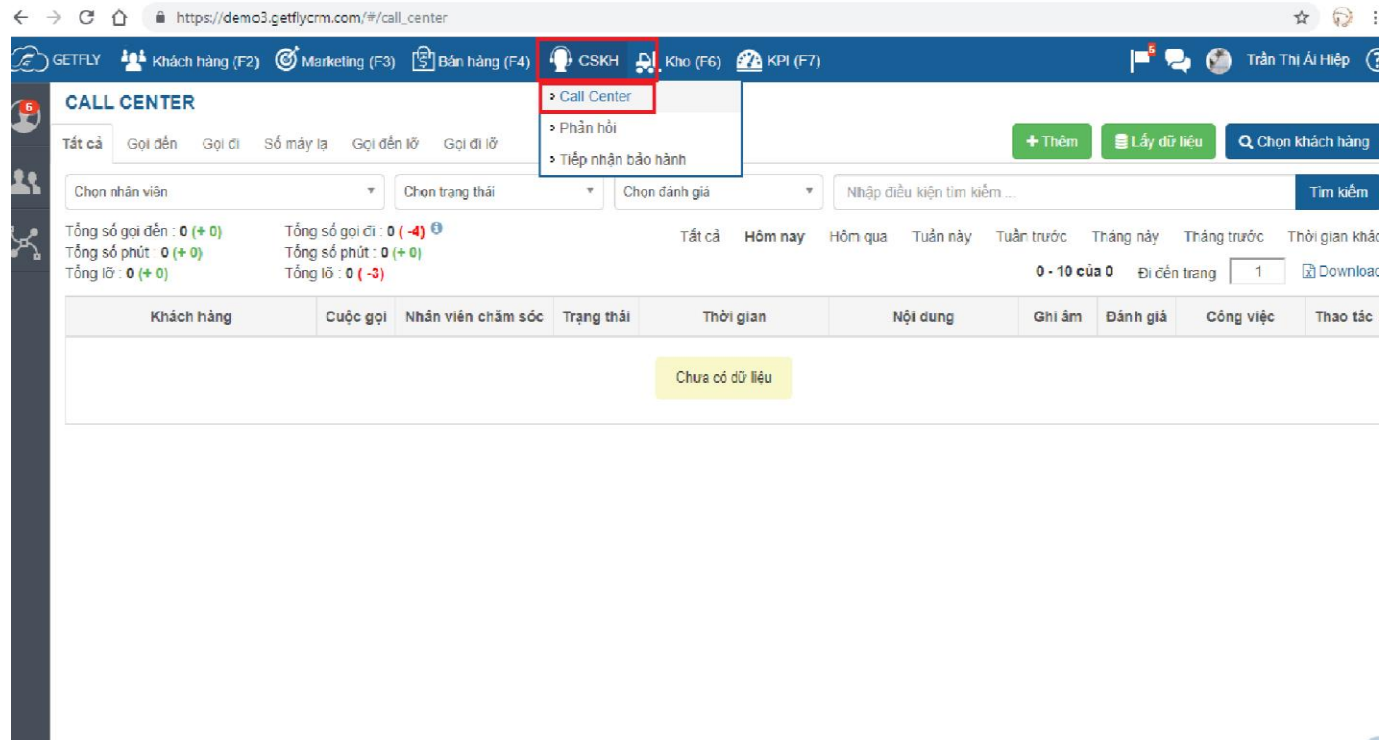 https://demo3.getflycrm.com/#/call_center
GETFLY Khách hàng (F2) Marketing (F3) Bán hàng (F4) CSKH Kho (F6) KPI (F7) 5 Trần Thị Ái Hiệp
6
CALL CENTER
Call Center
Phản hồi
Tiếp nhận bảo hành
Tất cả Gọi đến Gọi đi Số máy lạ Gọi đến lỡ Gọi đi lỡ + Thêm Lấy dữ liệu Chọn khách hàng
Chọn nhân viên Chọn trạng thái Chọn đánh giá Nhập điều kiện tìm kiếm ... Tìm kiếm
Tổng số gọi đến : 0 (+ 0) Tổng số gọi đi : 0 ( -4) Tất cả Hôm nay Hôm qua Tuần này Tuần trước Tháng này Tháng trước Thời gian khác
Tổng số phút : 0 (+ 0) Tổng số phút : 0 (+ 0)
Tổng lỡ : 0 (+ 0) Tổng lỡ : 0 ( -3) 0 - 10 của 0 Đi đến trang 1 Download
Khách hàng Cuộc gọi Nhân viên chăm sóc Trạng thái Thời gian Nội dung Ghi âm Đánh giá Công việc Thao tác
Chưa có dữ liệu